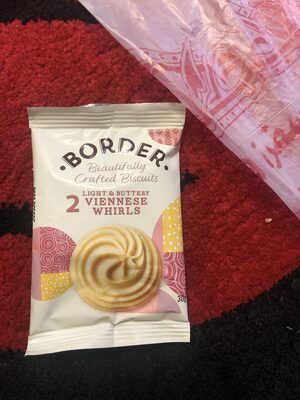 ·BORDER·
Beautifully
Crafted Biscuits
LIGHT & BUTTERY
2 VIENNESE
WHIRLS